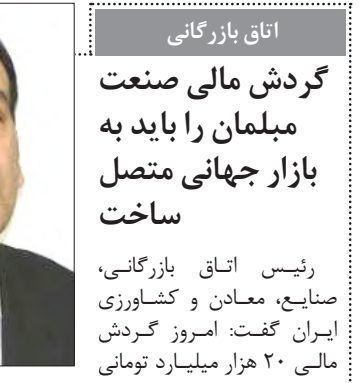 اتاق بازرگانی
گردش مالی صنعت
مبلمان را باید به
بازار جهانی متصل
ساخت
رئیس اتاق بازرگانی،
صنایع، معادن و کشاورزی
ایران گفت: امروز گردش
مالی ۲۰ هزار میلیارد تومانی